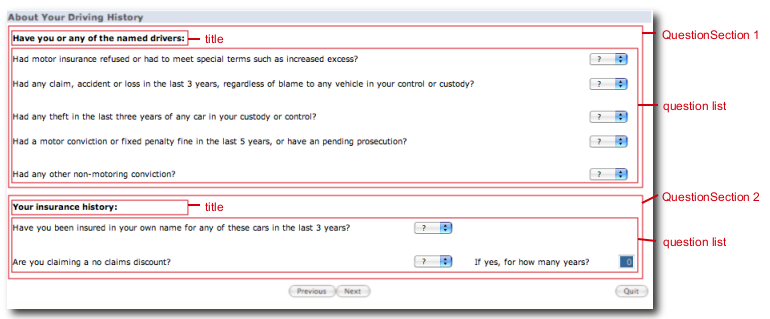 About Your Driving History
Have you or any of the named drivers:
title
QuestionSection 1
Had motor insurance refused or had to meet special terms such as increased excess?
?
Had any claim, accident or loss in the last 3 years, regardless of blame to any vehicle in your control or custody?
?
question list
Had any theft in the last three years of any car in your custody or control?
?
Had a motor conviction or fixed penalty fine in the last 5 years, or have an pending prosecution?
?
Had any other non-motoring conviction?
?
QuestionSection 2
Your insurance history:
title
Have you been insured in your own name for any of these cars in the last 3 years?
?
question list
Are you claiming a no claims discount?
?
If yes, for how many years?
0
Previous
Next
Quit